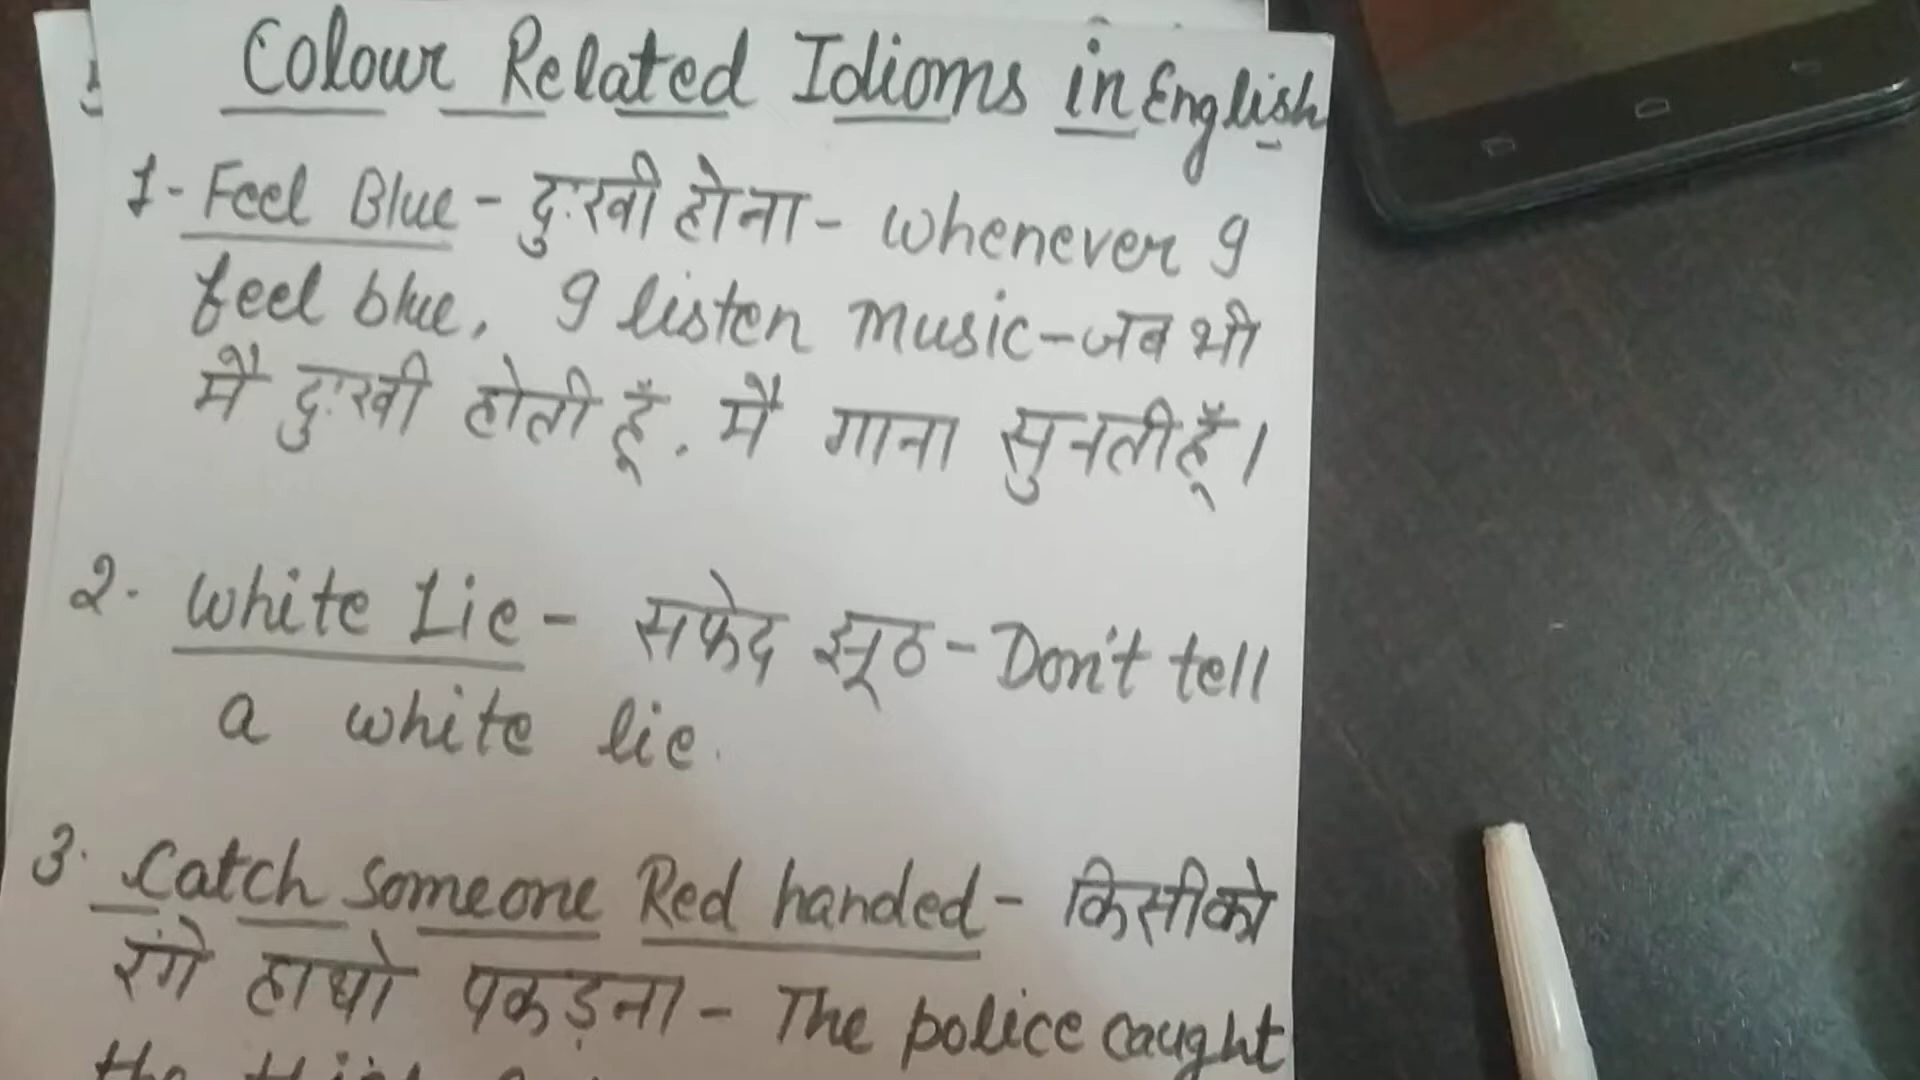 Colour Related Idioms in English
1- Feel Blue - दुःखी होना - whenever I
feel blue, I listen music - जब भी
मै दुःखी होती हूँ. मै गाना सुनती हूँ।
2. White Lie - सफेद झूठ - Don't tell
a white lie.
3. Catch Someone Red handed - किसी को
रंगे हाथो पकड़ना - The police caught
the